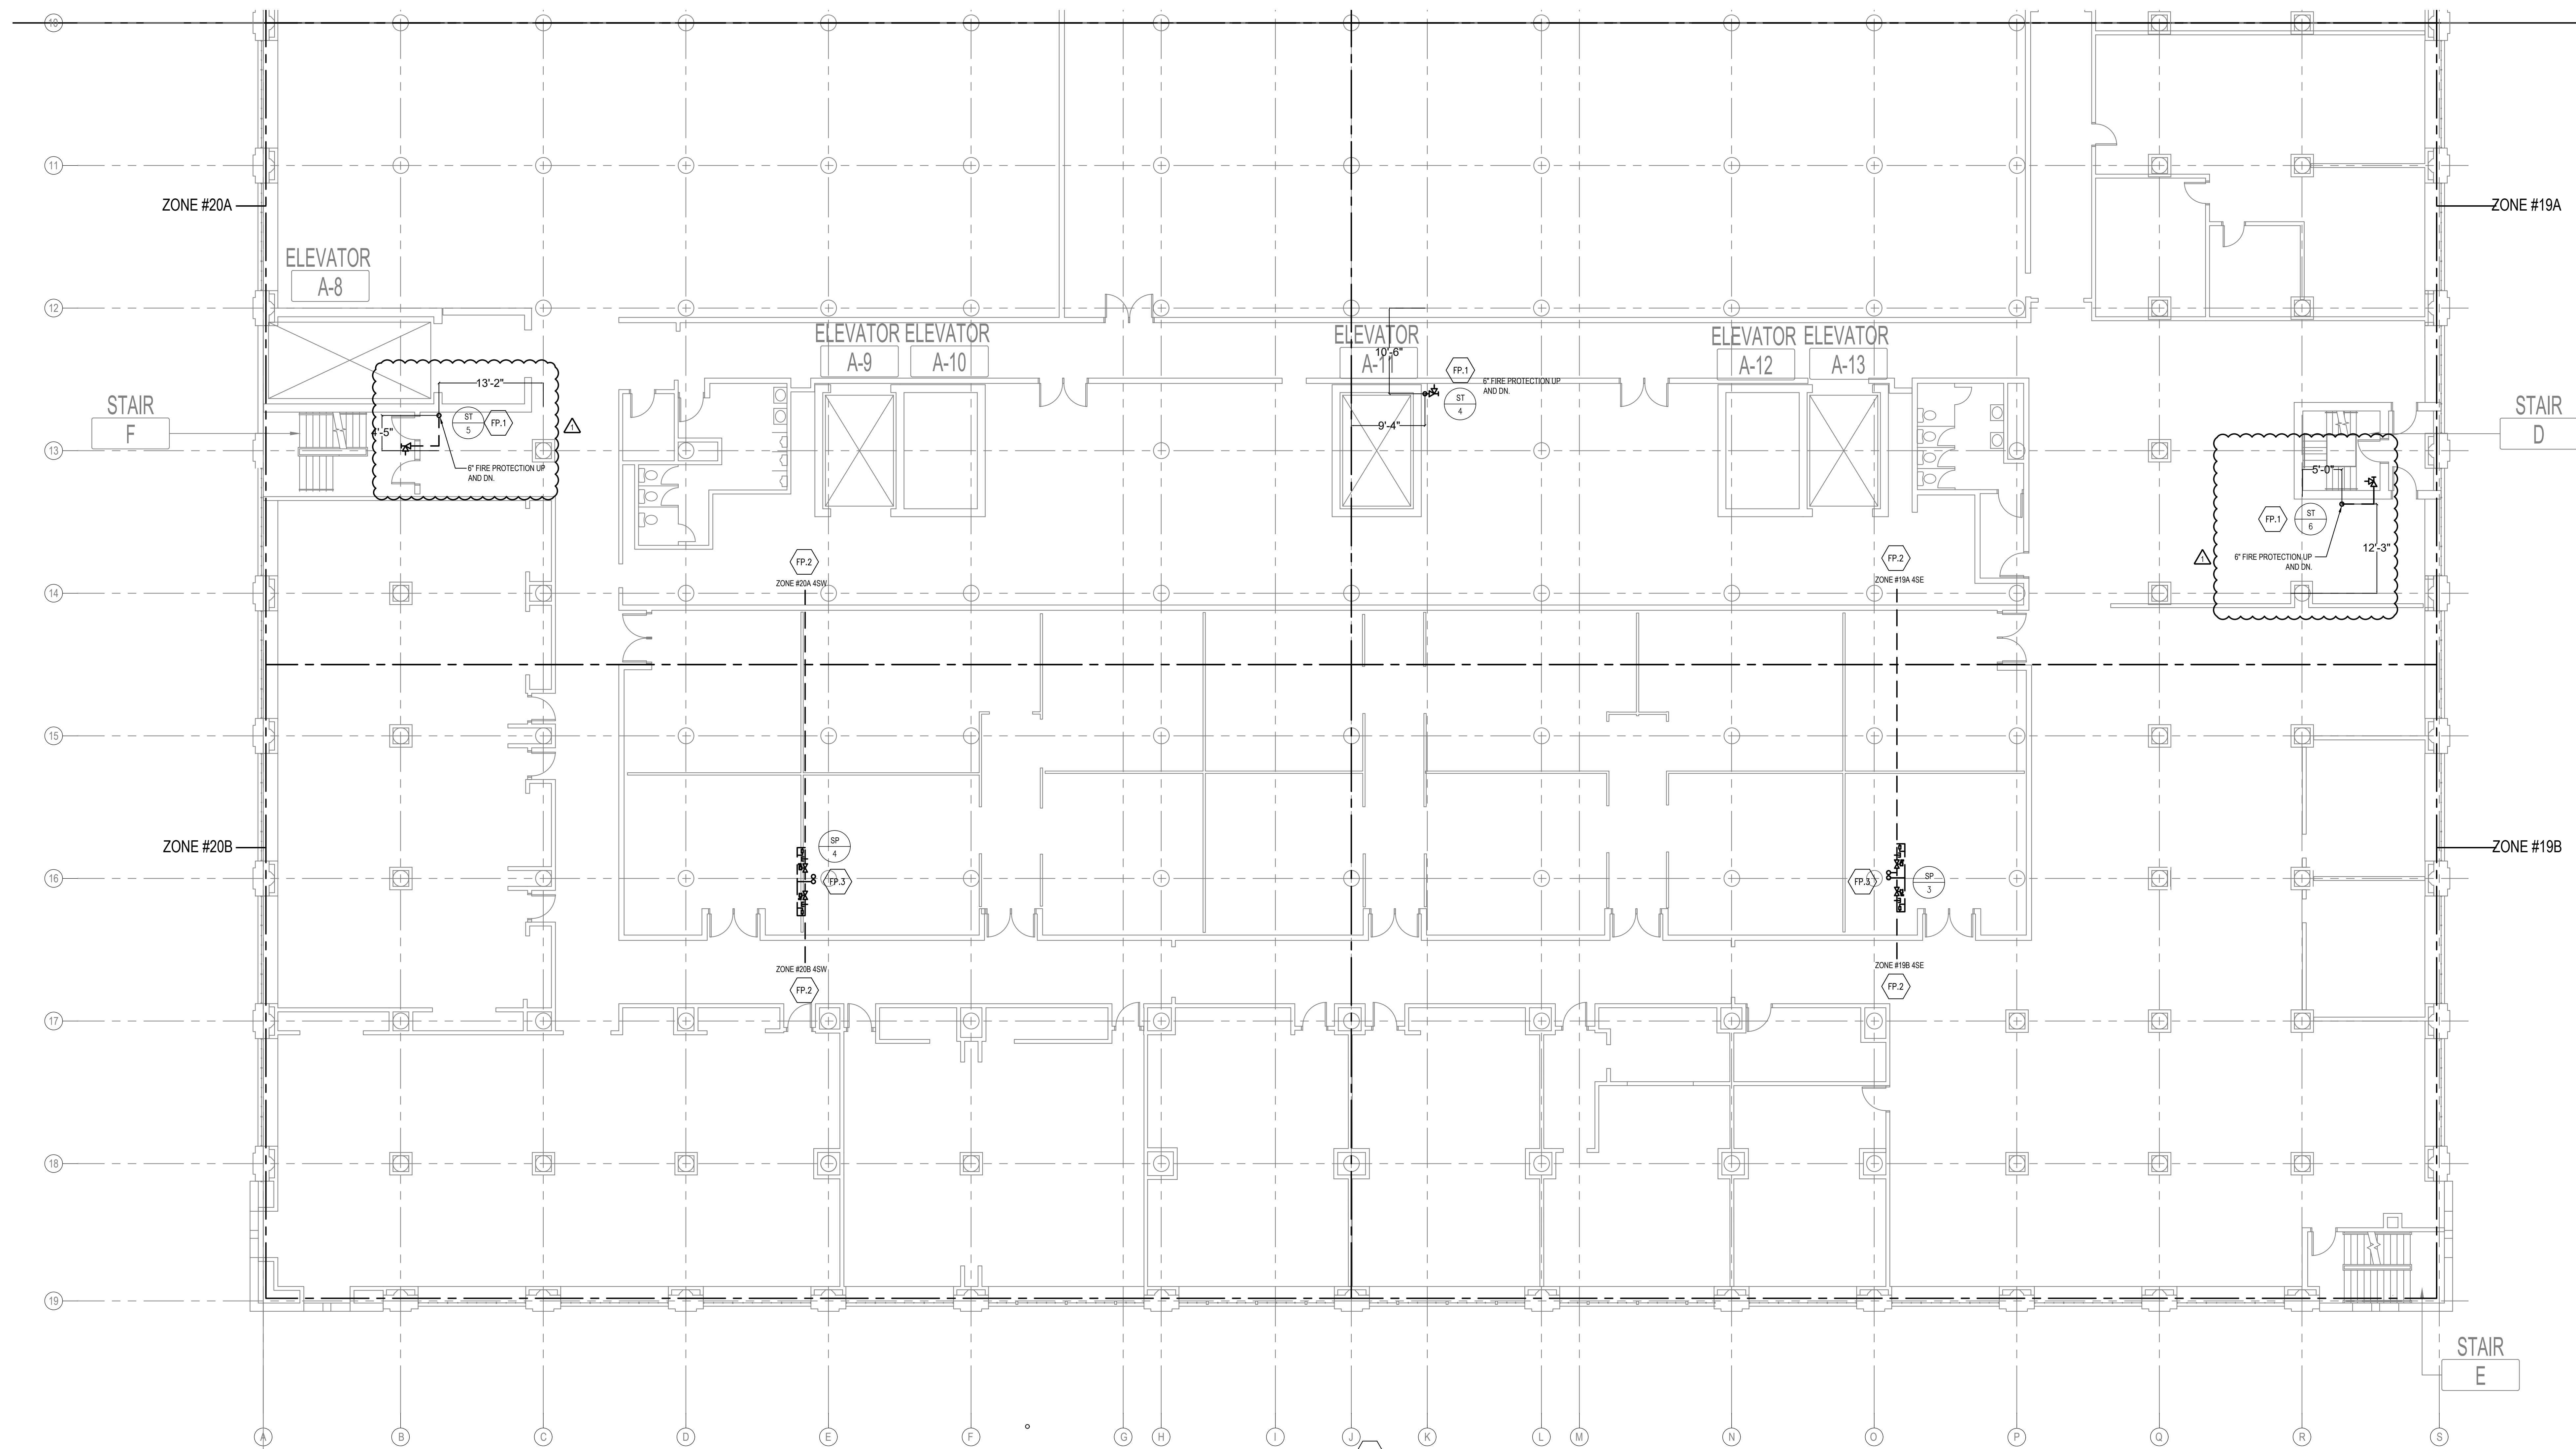 10
11
ZONE #20A
ZONE #19A
ELEVATOR
A-8
12
ELEVATOR
A-9
ELEVATOR
A-10
ELEVATOR
A-11
10'-6"
9'-4"
FP.1
6" FIRE PROTECTION UP
AND DN.
ST
4
ELEVATOR
A-12
ELEVATOR
A-13
STAIR
F
13'-2"
4'-5"
ST
5
FP.1
1
6" FIRE PROTECTION UP
AND DN.
13
STAIR
D
5'-0"
FP.1
ST
6
12'-3"
6" FIRE PROTECTION UP
AND DN.
1
FP.2
ZONE #20A 4SW
FP.2
ZONE #19A 4SE
14
15
ZONE #20B
ZONE #19B
SP
4
FP.3
FP.3
SP
3
16
ZONE #20B 4SW
FP.2
ZONE #19B 4SE
FP.2
17
18
19
STAIR
E
A
B
C
D
E
F
G
H
I
J
K
L
M
N
O
P
Q
R
S